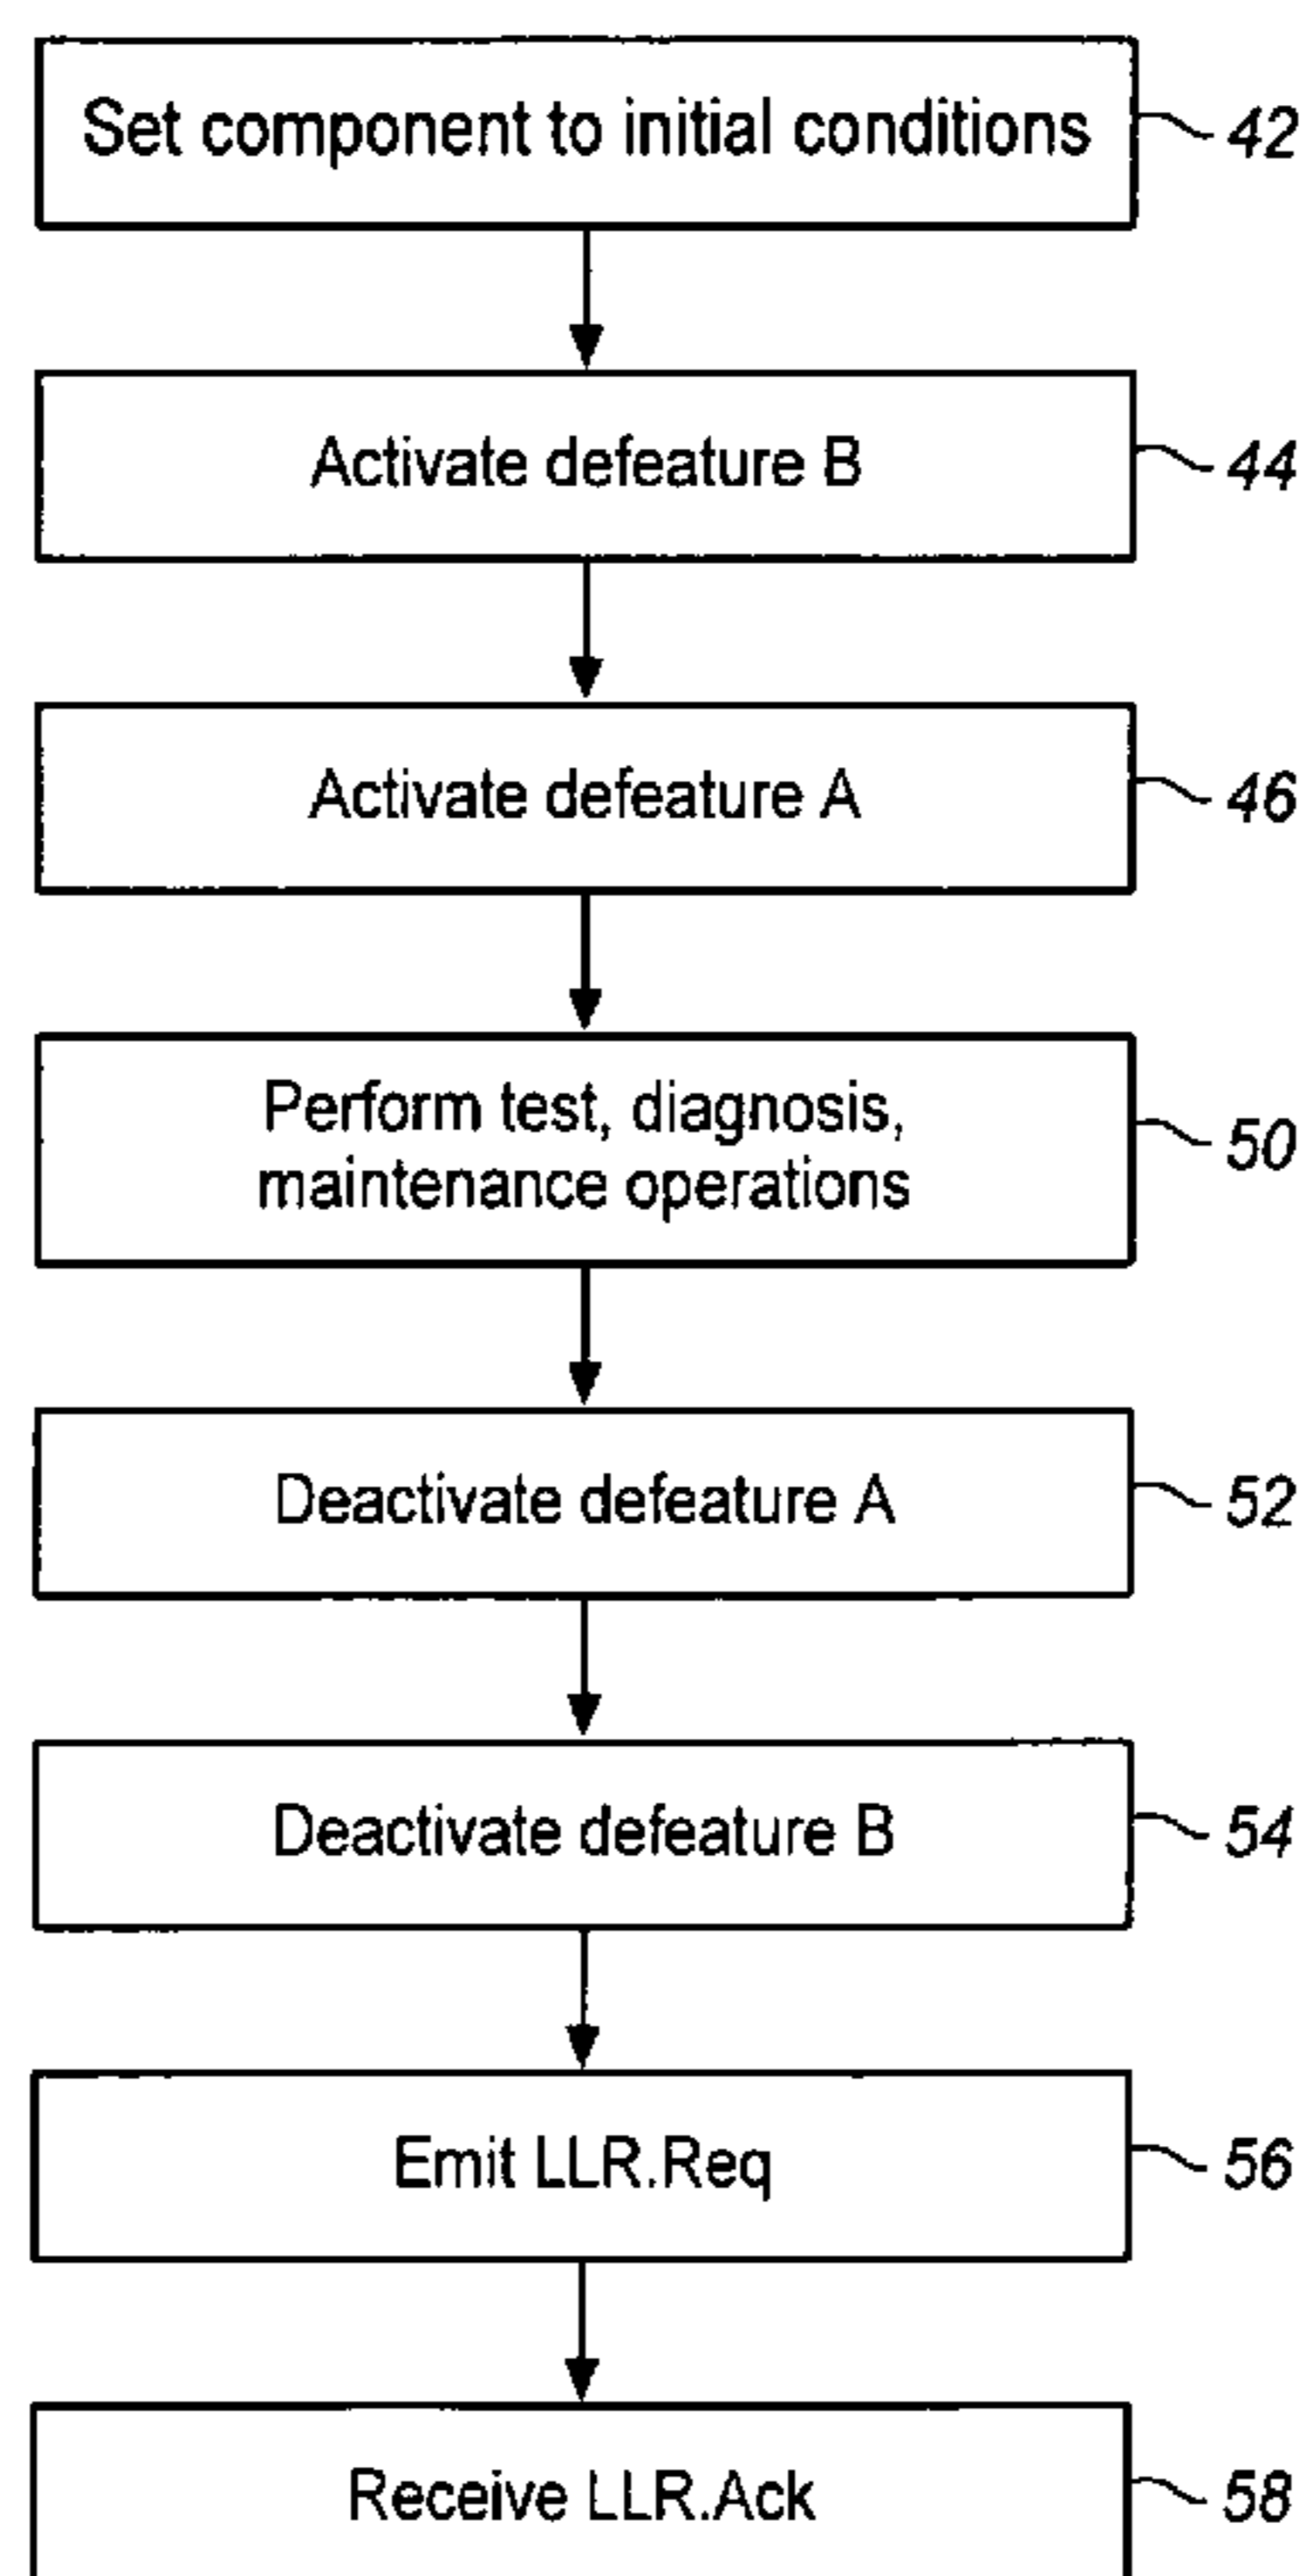 Set component to initial conditions
42
Activate defeature B
44
Activate defeature A
46
Perform test, diagnosis,
maintenance operations
50
Deactivate defeature A
52
Deactivate defeature B
54
Emit LLR.Req
56
Receive LLR.Ack
58